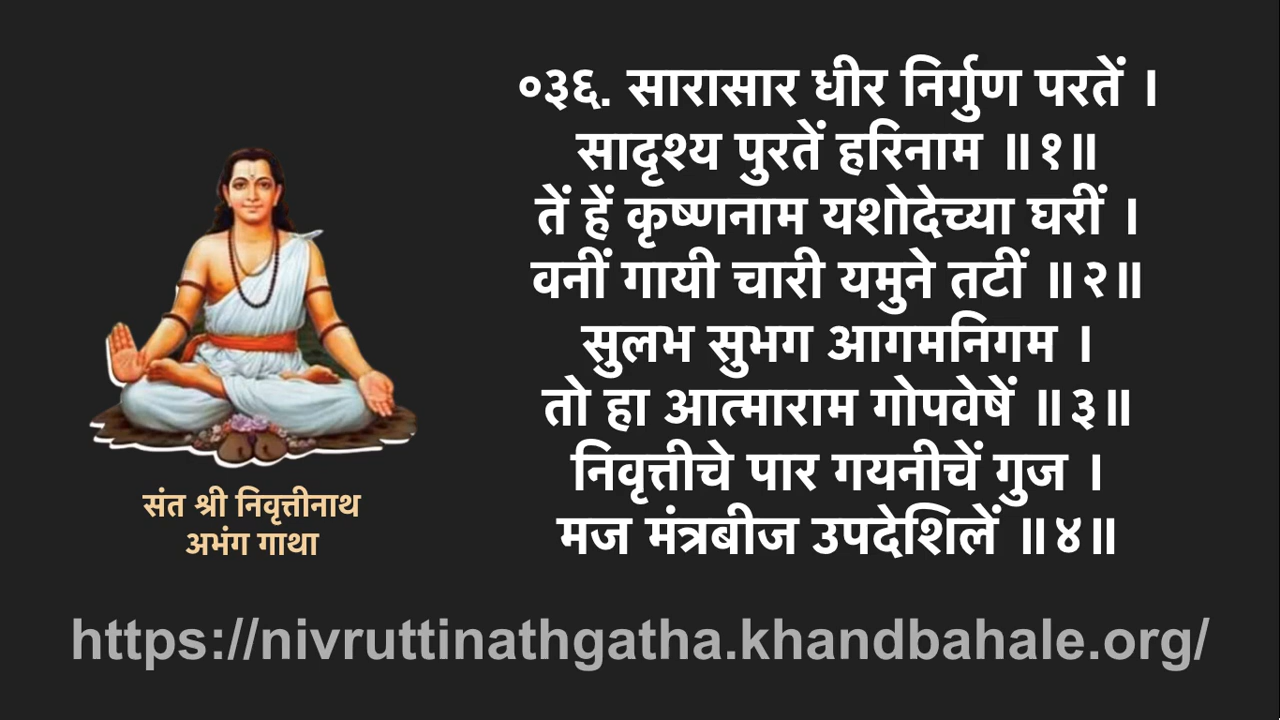 ०३६. सारासार धीर निर्गुण परतें ।
सादृश्य पुरतें हरिनाम ॥१॥
तें हें कृष्णनाम यशोदेच्या घरीं ।
वनीं गायी चारी यमुने तटीं ॥२॥
सुलभ सुभग आगमनिगम ।
तो हा आत्माराम गोपवेषें ॥३॥
निवृत्तीचे पार गयनीचें गुज ।
मज मंत्रबीज उपदेशिलें ॥४॥
संत श्री निवृत्तीनाथ
अभंग गाथा
https://nivruttinathgatha.khandbahale.org/